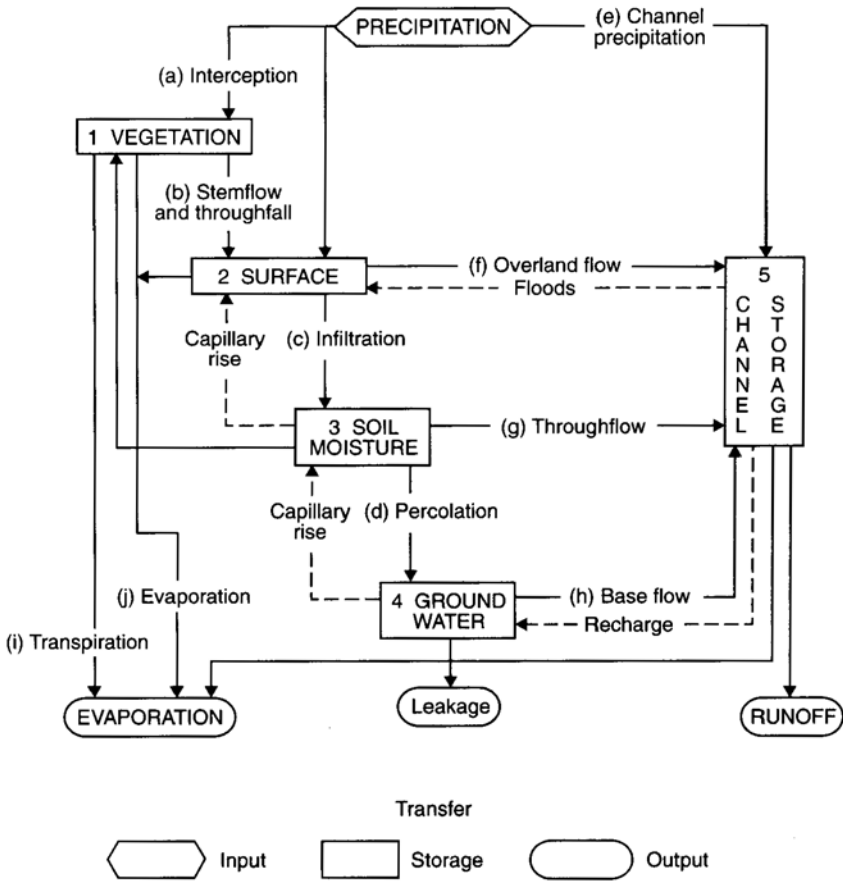 PRECIPITATION
(e) Channel
precipitation
(a) Interception
1 VEGETATION
(b) Stemflow
and throughfall
2 SURFACE
(f) Overland flow
Floods
5
CHANNEL
STORAGE
Capillary
rise
(c) Infiltration
3 SOIL
MOISTURE
(g) Throughflow
Capillary
rise
(d) Percolation
4 GROUND
WATER
(h) Base flow
Recharge
(j) Evaporation
(i) Transpiration
EVAPORATION
Leakage
RUNOFF
Transfer
Input
Storage
Output